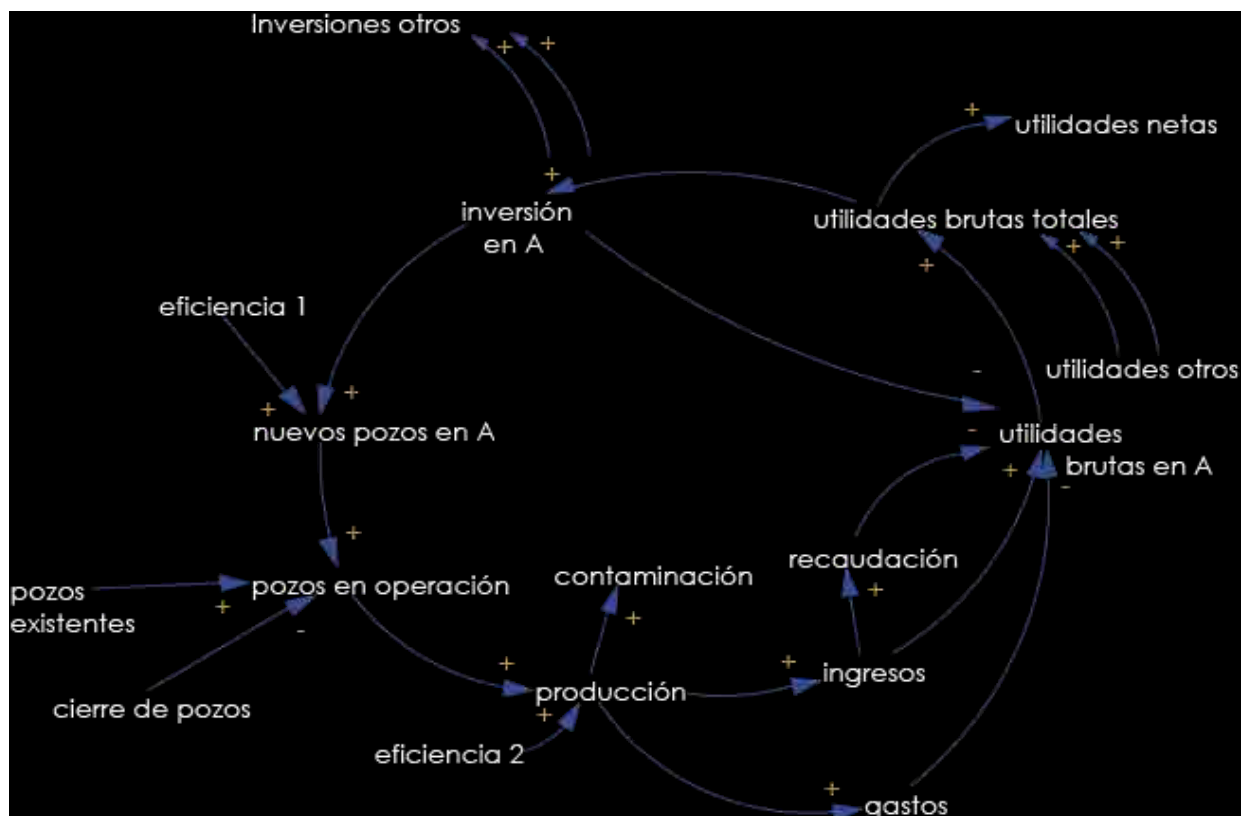 Inversiones otros
+ +
+
utilidades netas
+
inversión
en A
utilidades brutas totales
+ + +
eficiencia 1
utilidades otros
-
+ +
nuevos pozos en A
-
utilidades
brutas en A
+ -
+
recaudación
contaminación
+
pozos en operación
pozos
existentes
+
-
+
+ +
ingresos
producción
cierre de pozos
+
eficiencia 2
+
gastos